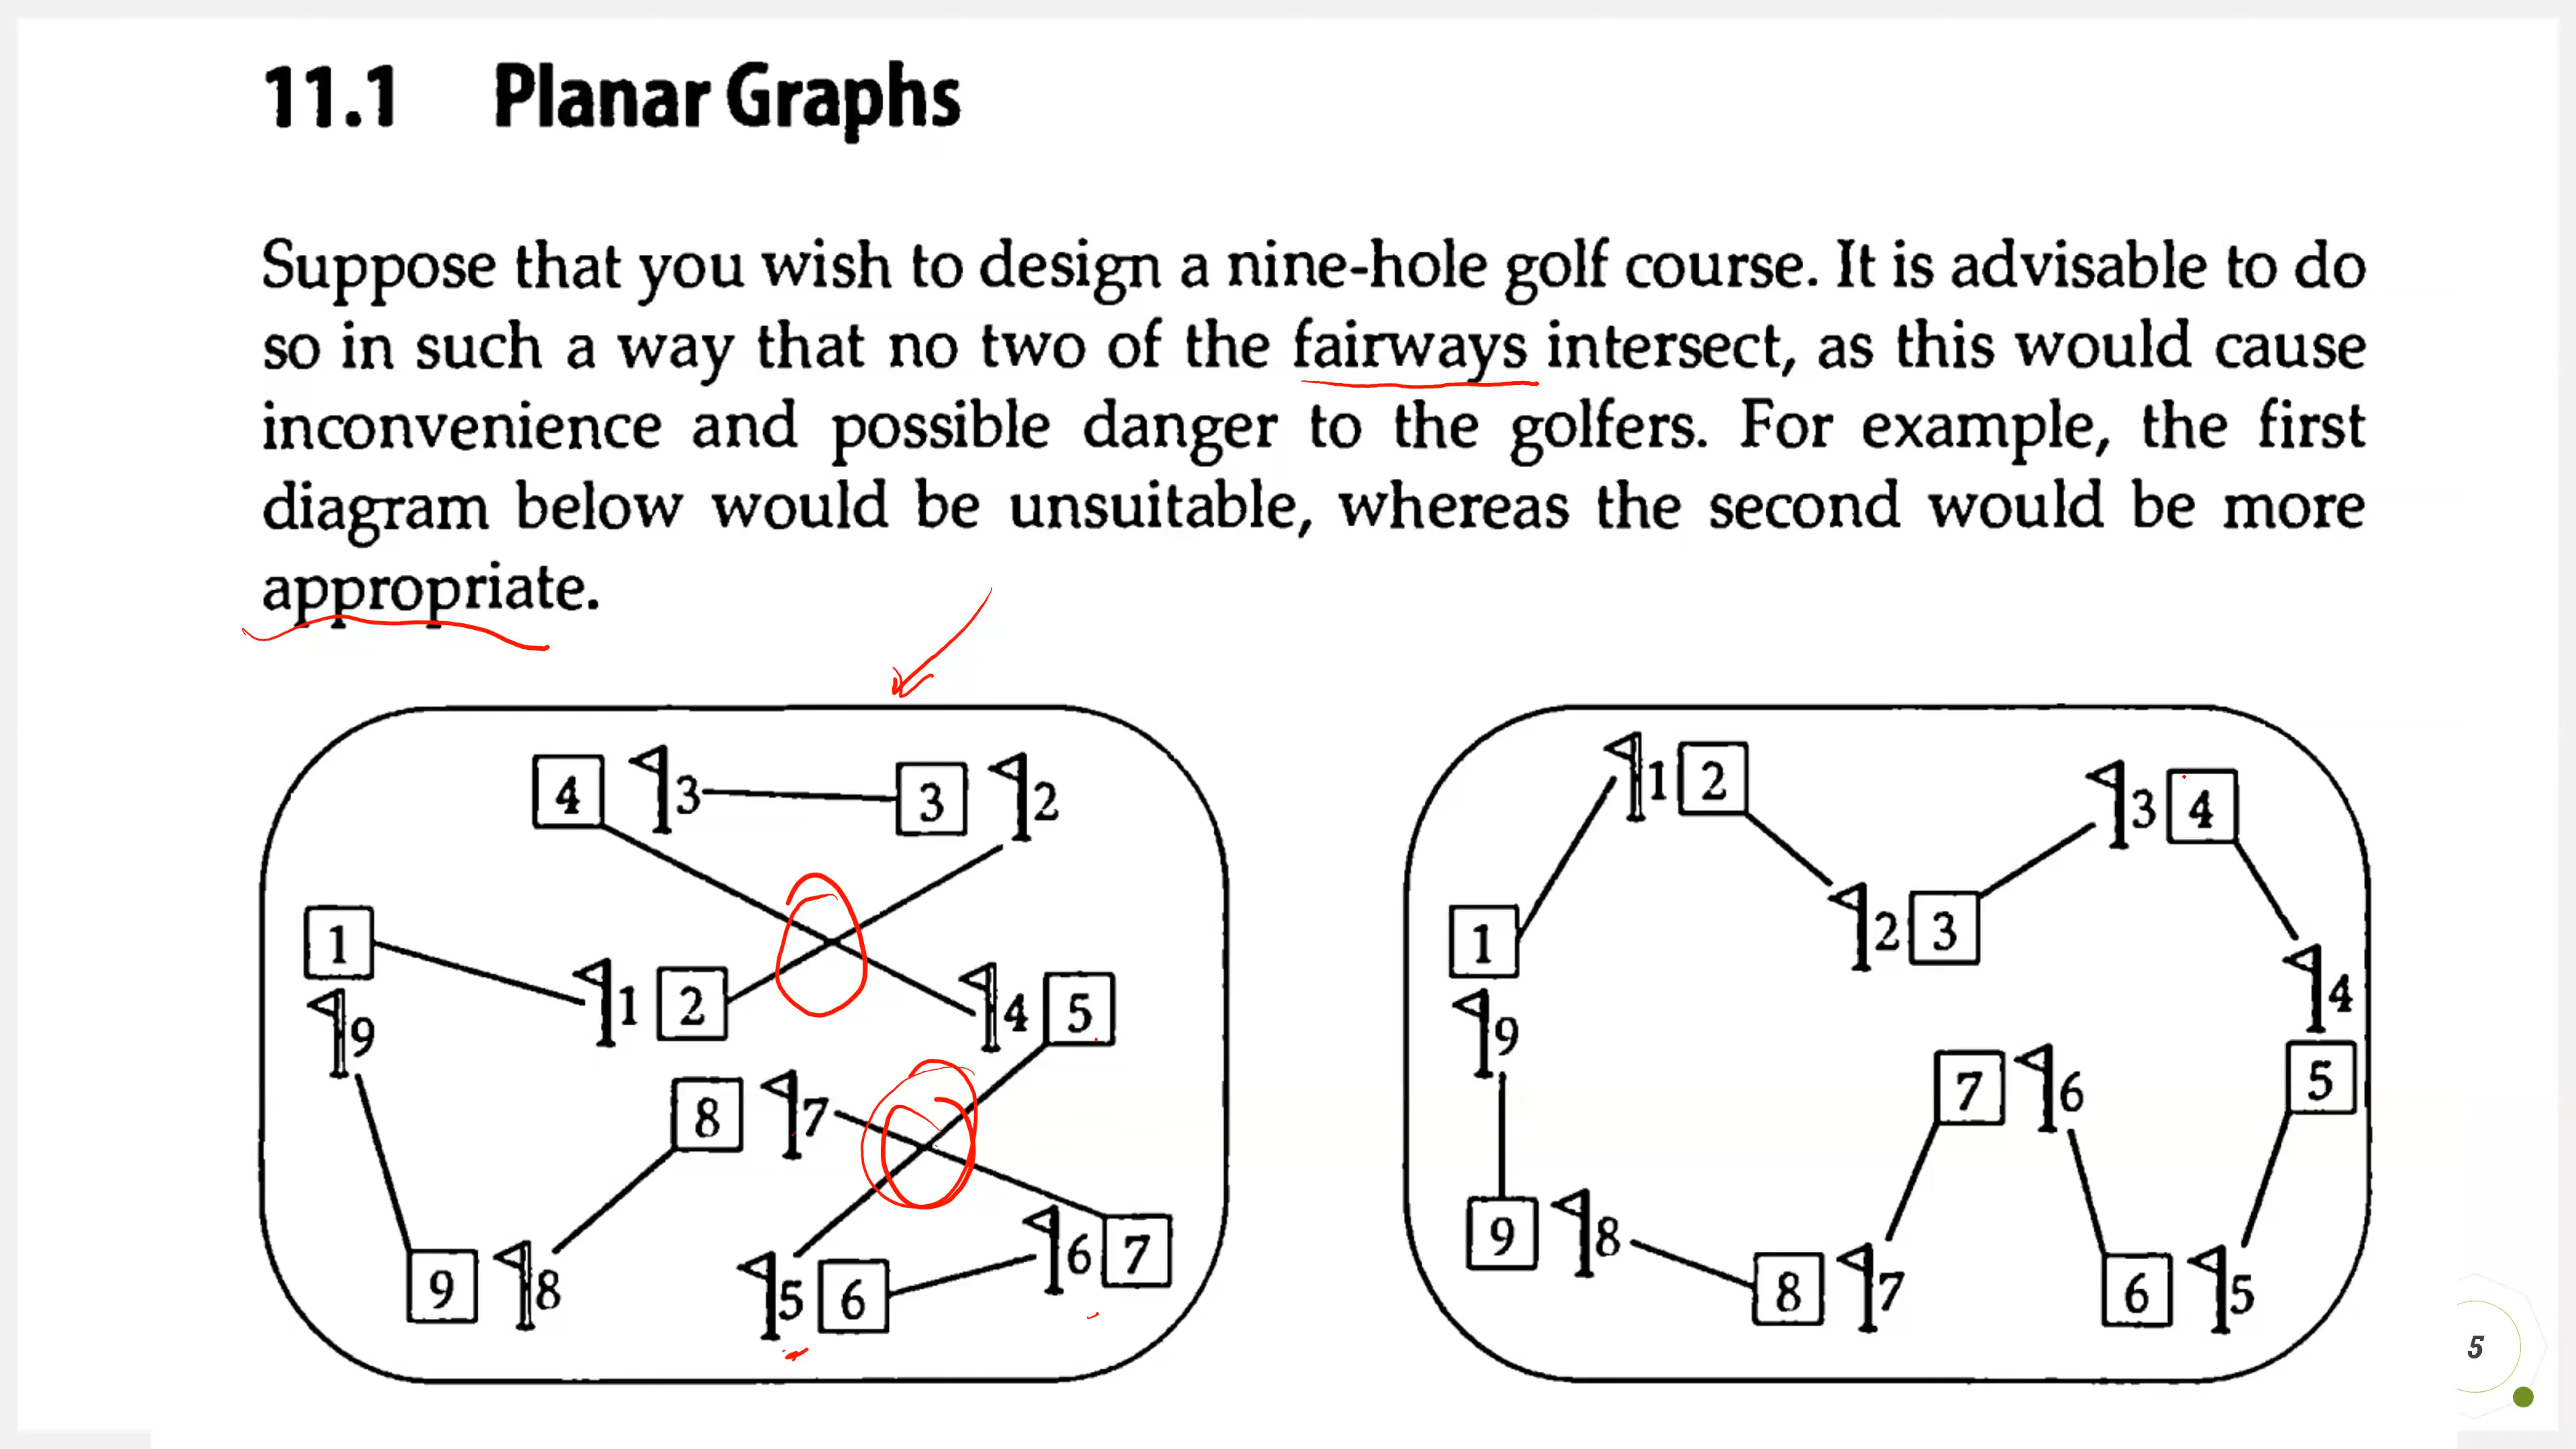 11.1 Planar Graphs
Suppose that you wish to design a nine-hole golf course. It is advisable to do
so in such a way that no two of the fairways intersect, as this would cause
inconvenience and possible danger to the golfers. For example, the first
diagram below would be unsuitable, whereas the second would be more
appropriate.
4 3 3 2
1 1 2 4 5
9 8 7
9 8 5 6 6 7
1 2 3 4
1 2 3 4
9 7 6 5
9 8 8 7 6 5
5